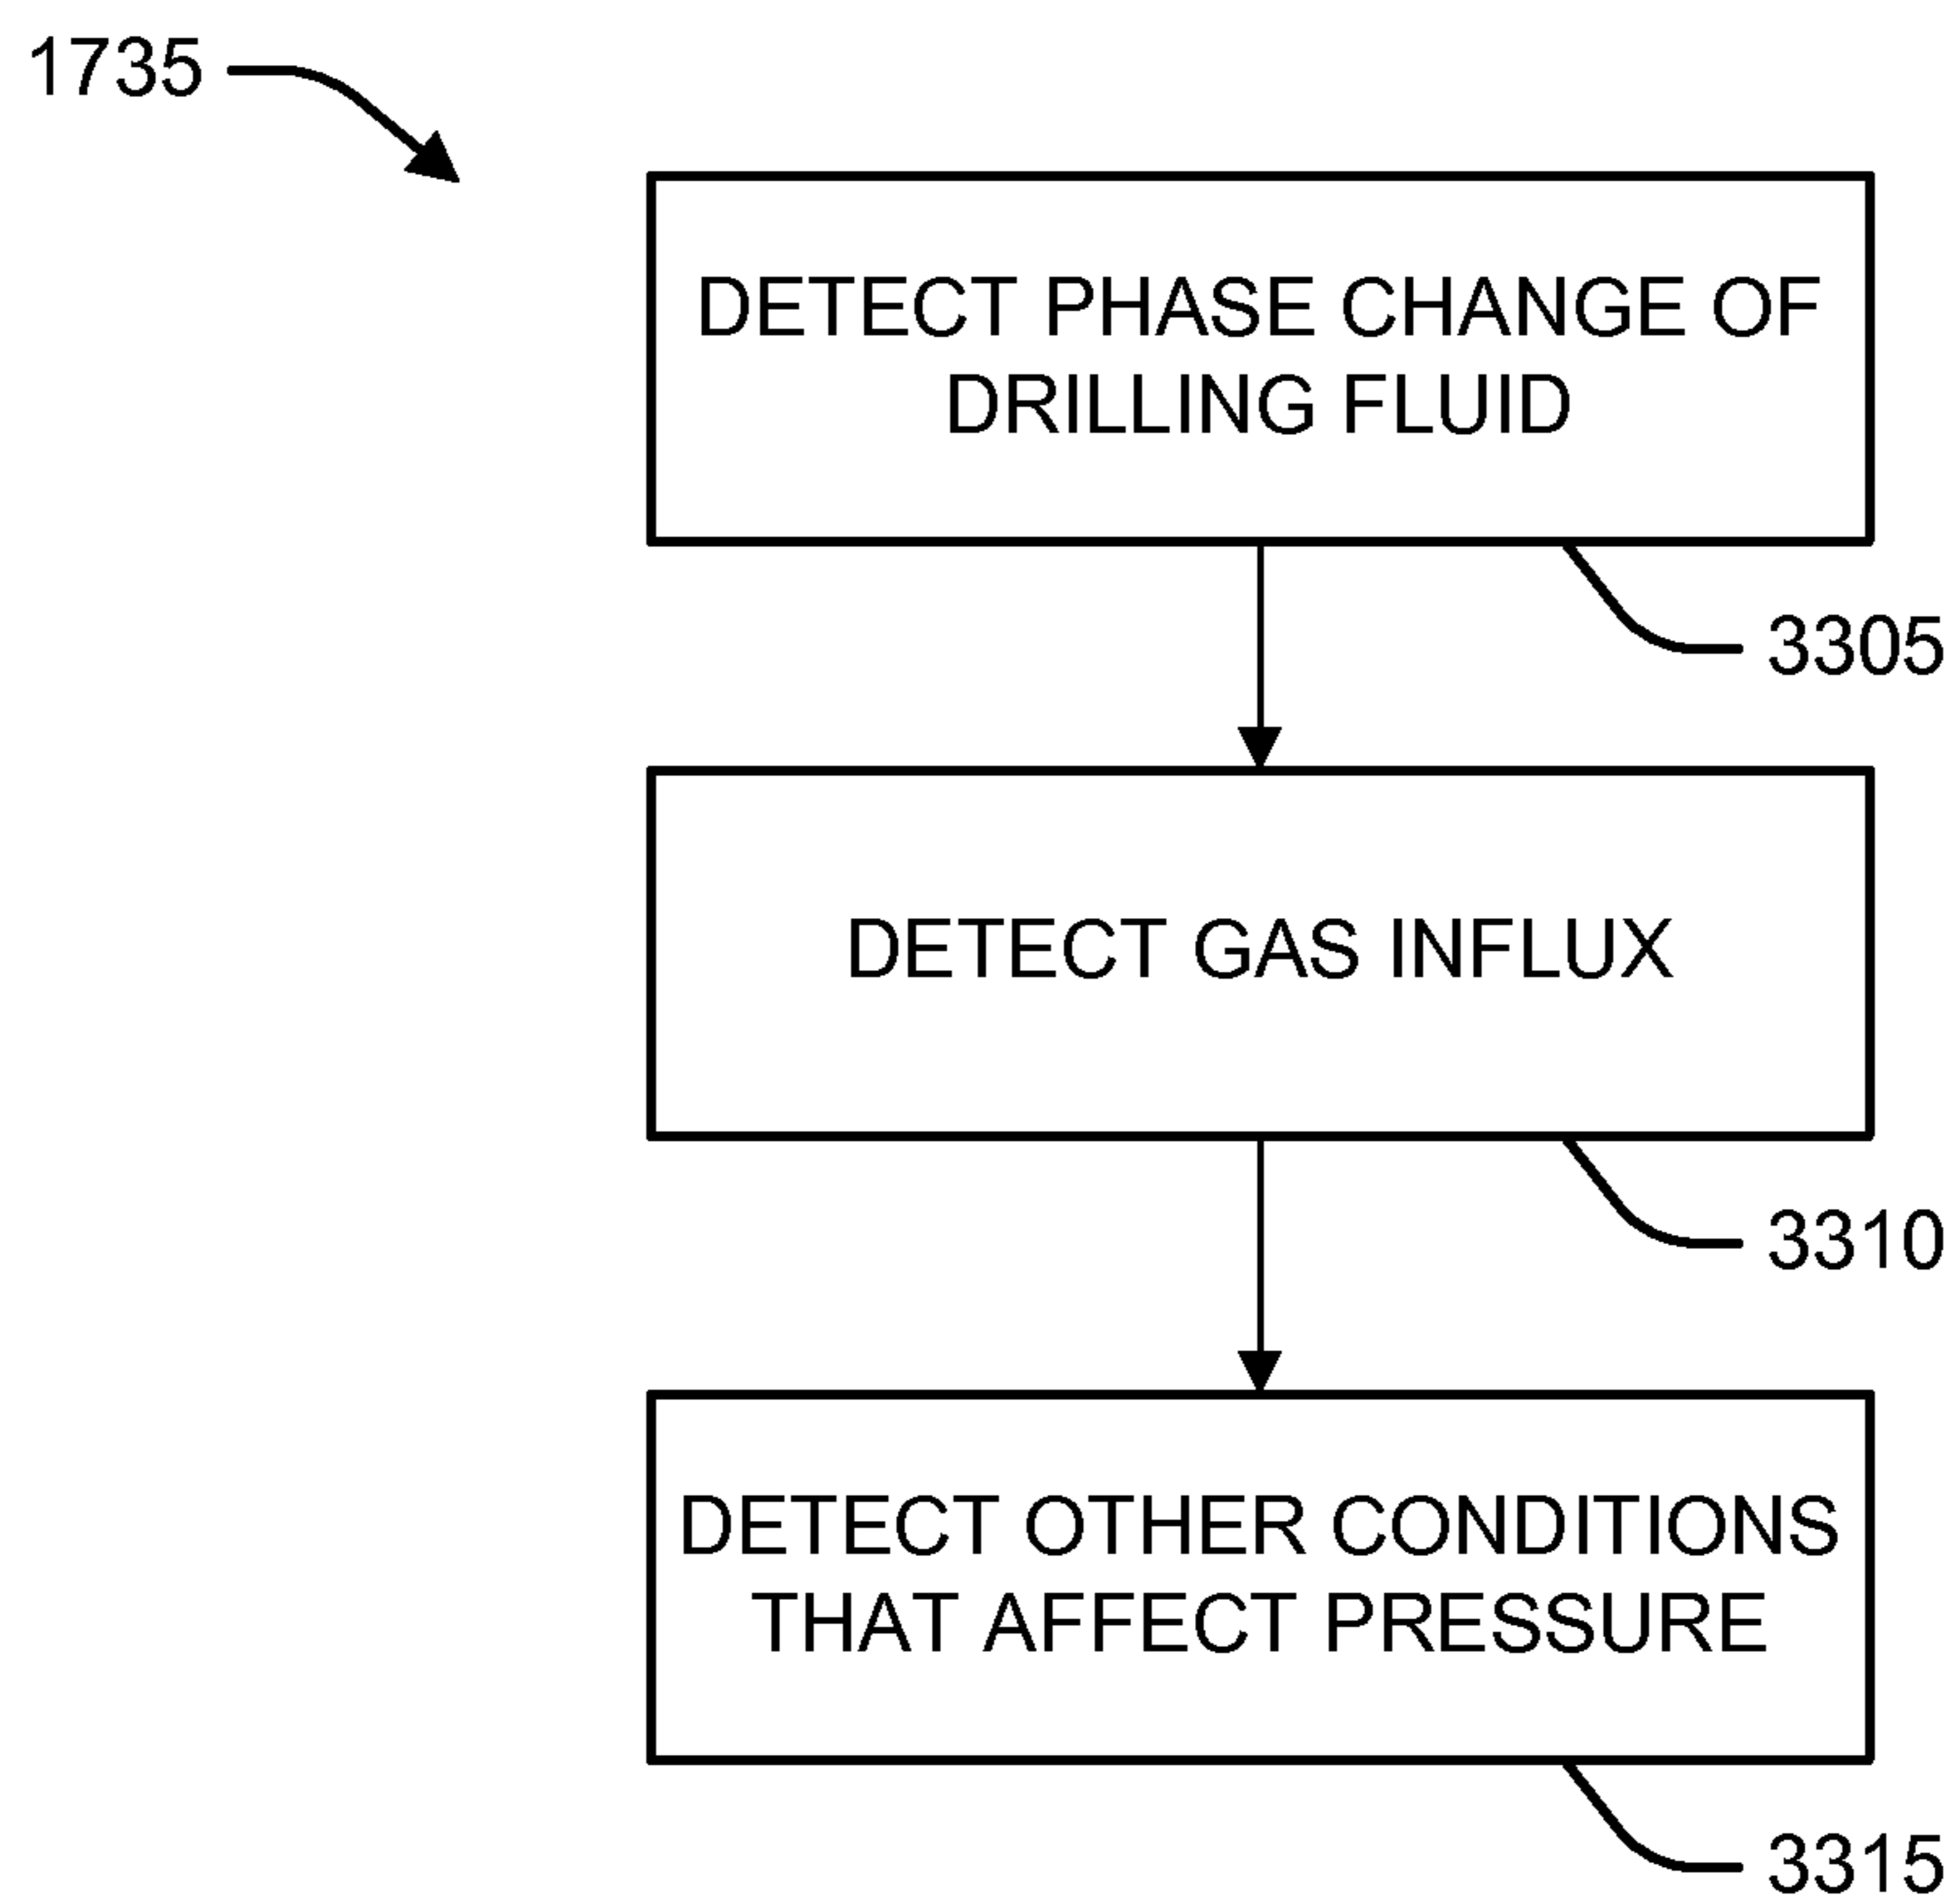 1735
DETECT PHASE CHANGE OF
DRILLING FLUID
3305
DETECT GAS INFLUX
3310
DETECT OTHER CONDITIONS
THAT AFFECT PRESSURE
3315